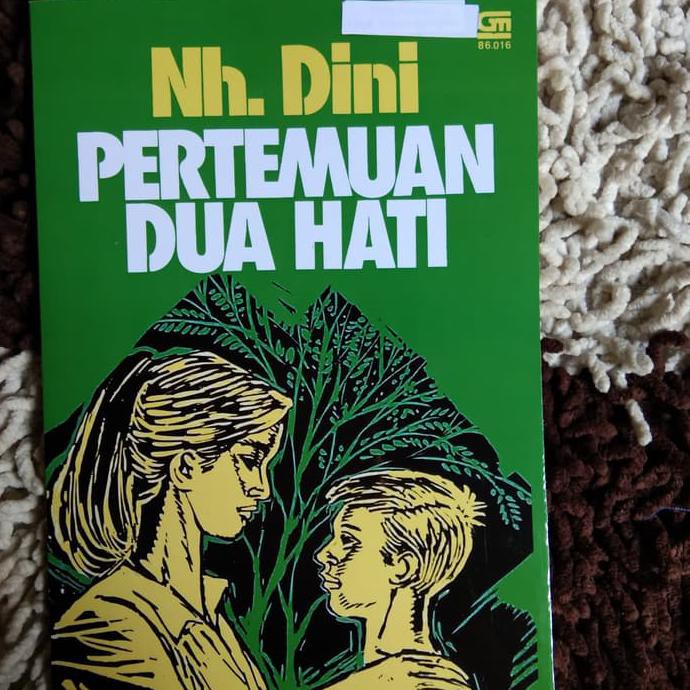 GM
86.016
Nh. Dini
PERTEMUAN
DUA HATI